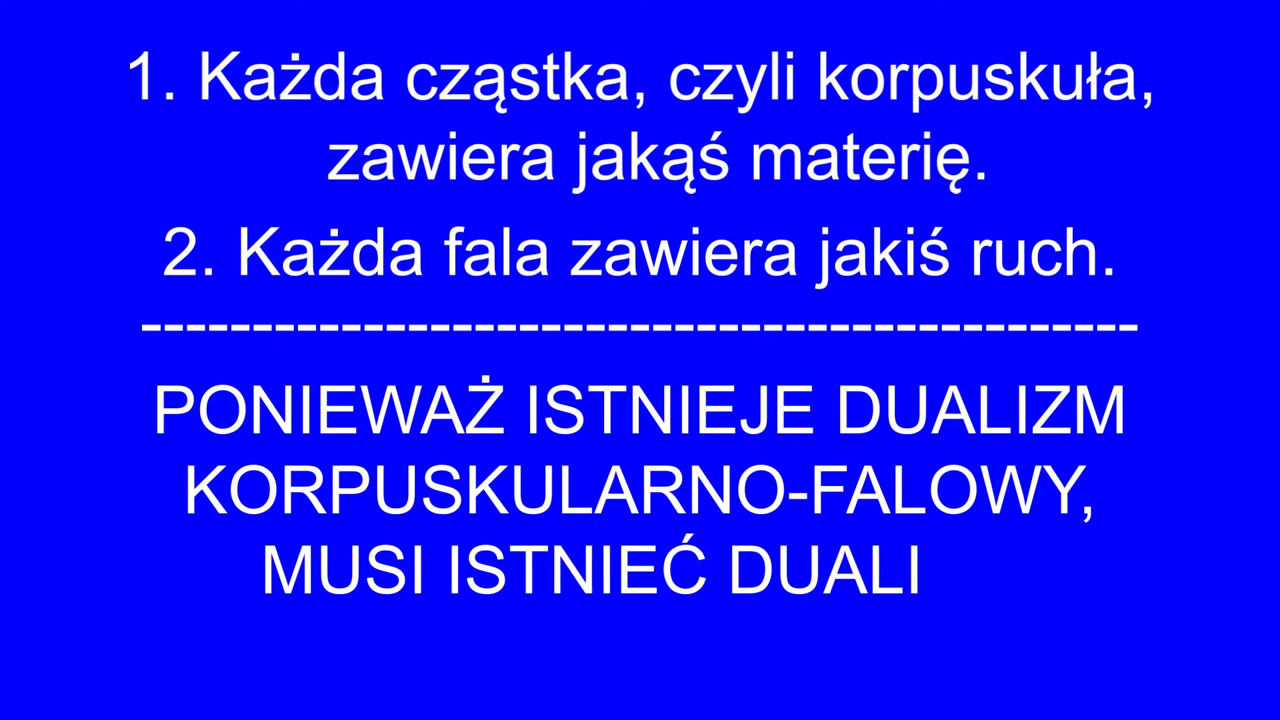 1. Każda cząstka, czyli korpuskuła,
zawiera jakąś materię.
2. Każda fala zawiera jakiś ruch.
---------------------------------------------
PONIEWAŻ ISTNIEJE DUALIZM
KORPUSKULARNO-FALOWY,
MUSI ISTNIEĆ DUALI